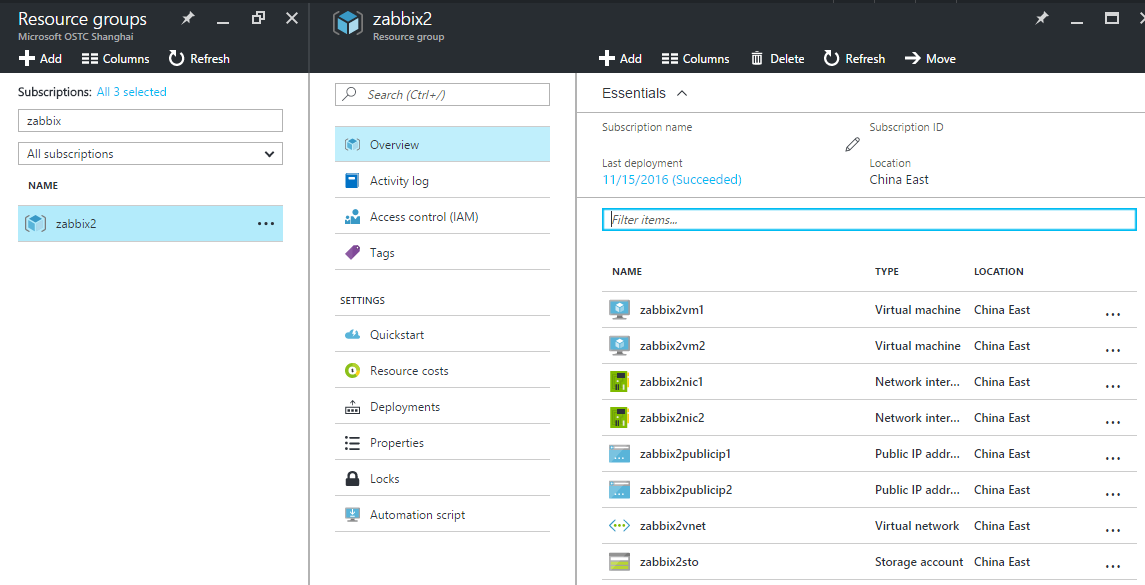 Resource groups
Microsoft OSTC Shanghai
Add Columns Refresh
Subscriptions: All 3 selected
zabbix
All subscriptions
NAME
zabbix2 ...
zabbix2
Resource group
Search (Ctrl+/)
Overview
Activity log
Access control (IAM)
Tags
SETTINGS
Quickstart
Resource costs
Deployments
Properties
Locks
Automation script
Add Columns Delete Refresh Move
Essentials
Subscription name Subscription ID
Last deployment Location
11/15/2016 (Succeeded) China East
Filter items...
NAME TYPE LOCATION
zabbix2vm1 Virtual machine China East ...
zabbix2vm2 Virtual machine China East ...
zabbix2nic1 Network inter... China East ...
zabbix2nic2 Network inter... China East ...
zabbix2publicip1 Public IP addr... China East ...
zabbix2publicip2 Public IP addr... China East ...
zabbix2vnet Virtual network China East ...
zabbix2sto Storage account China East ...